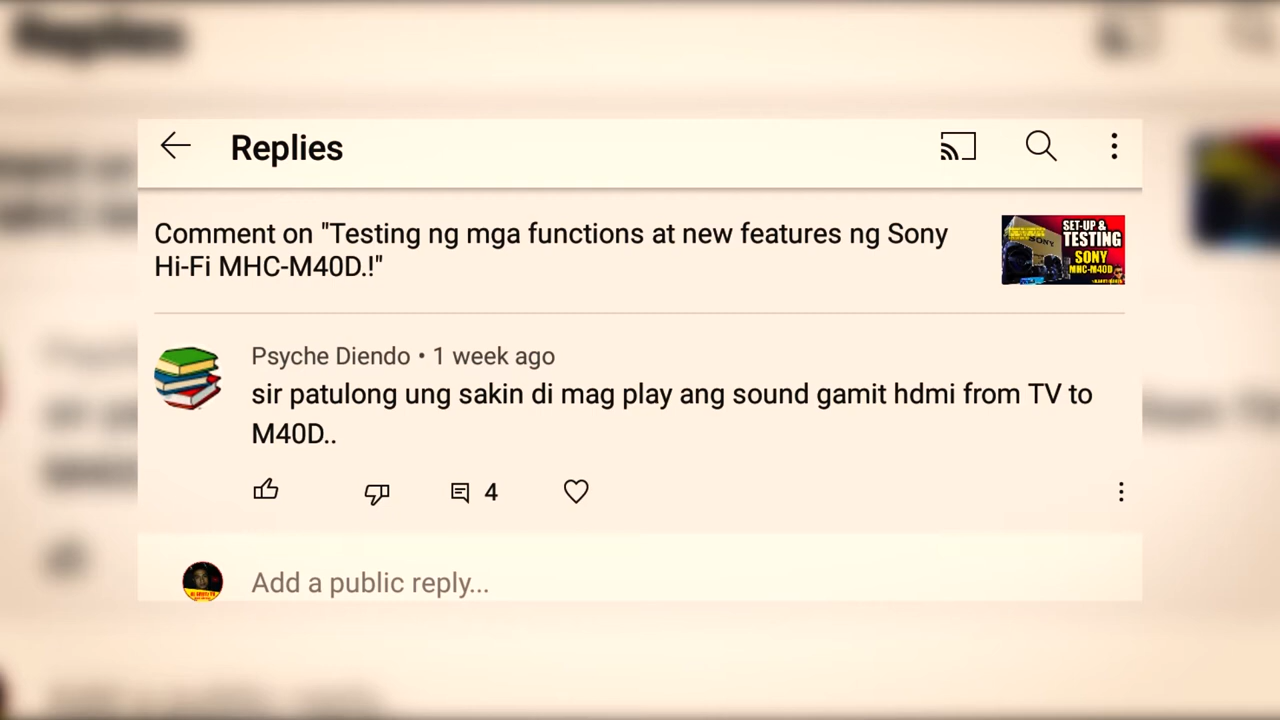 Replies
Comment on "Testing ng mga functions at new features ng Sony
Hi-Fi MHC-M40D.!"
SET-UP &
TESTING
SONY
SONY
MHC-M40D
Psyche Diendo • 1 week ago
sir patulong ung sakin di mag play ang sound gamit hdmi from TV to
M40D..
4
Add a public reply...